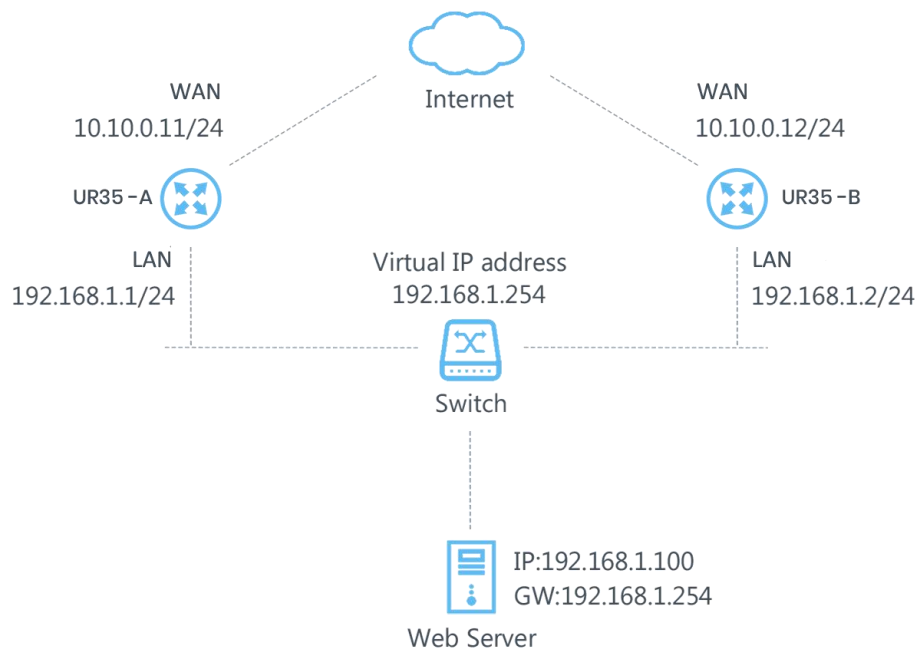 Internet
WAN
10.10.0.11/24
WAN
10.10.0.12/24
UR35-A
UR35-B
LAN
192.168.1.1/24
Virtual IP address
192.168.1.254
LAN
192.168.1.2/24
Switch
IP:192.168.1.100
GW:192.168.1.254
Web Server